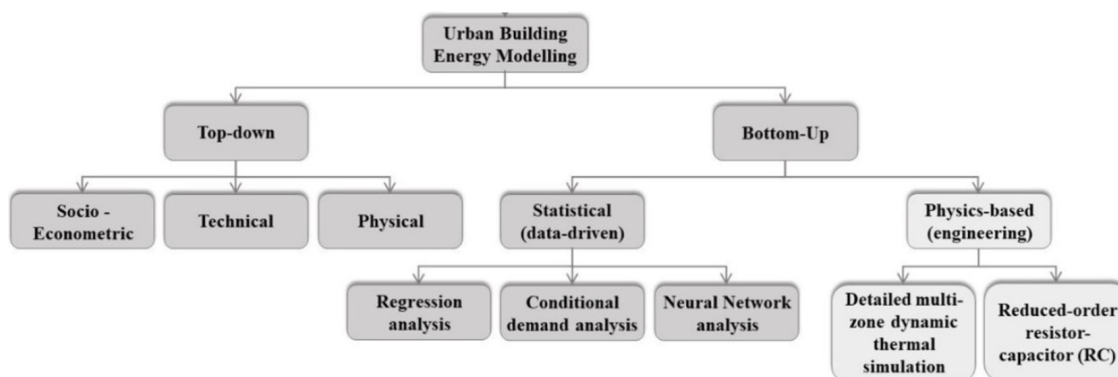 Urban Building
Energy Modelling
Top-down
Bottom-Up
Socio -
Econometric
Technical
Physical
Statistical
(data-driven)
Physics-based
(engineering)
Regression
analysis
Conditional
demand analysis
Neural Network
analysis
Detailed multi-
zone dynamic
thermal
simulation
Reduced-order
resistor-
capacitor (RC)